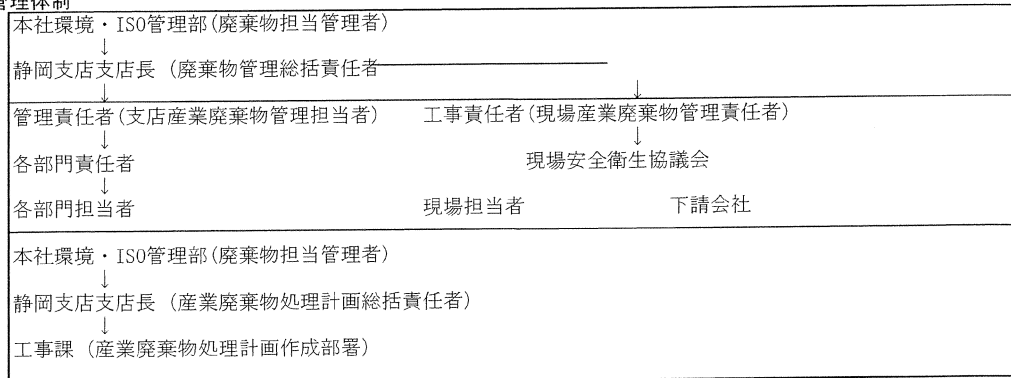 管理体制
本社環境・ISO管理部(廃棄物担当管理者)
↓
静岡支店支店長(廃棄物管理総括責任者
↓ ↓
管理責任者(支店産業廃棄物管理担当者) 工事責任者(現場産業廃棄物管理責任者)
↓ ↓
各部門責任者 現場安全衛生協議会
↓
各部門担当者 現場担当者 下請会社
本社環境・ISO管理部(廃棄物担当管理者)
↓
静岡支店支店長(産業廃棄物処理計画総括責任者)
↓
工事課(産業廃棄物処理計画作成部署)